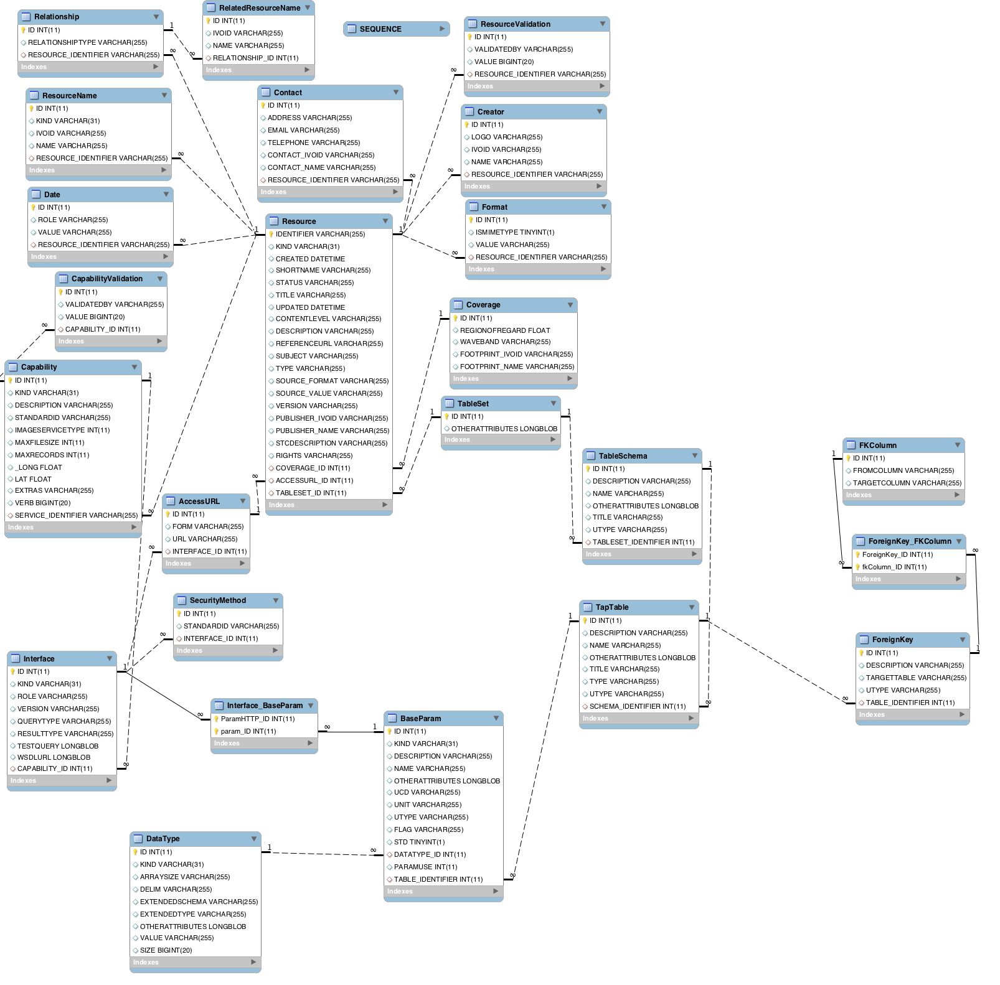 Relationship
ID INT(11)
RELATIONSHIPTYPE VARCHAR(255)
RESOURCE_IDENTIFIER VARCHAR(255)
Indexes
1
∞
∞
RelatedResourceName
ID INT(11)
IVOID VARCHAR(255)
NAME VARCHAR(255)
RELATIONSHIP_ID INT(11)
Indexes
SEQUENCE
ResourceValidation
ID INT(11)
VALIDATEDBY VARCHAR(255)
VALUE BIGINT(20)
RESOURCE_IDENTIFIER VARCHAR(255)
Indexes
∞
ResourceName
ID INT(11)
KIND VARCHAR(31)
IVOID VARCHAR(255)
NAME VARCHAR(255)
RESOURCE_IDENTIFIER VARCHAR(255)
Indexes
∞
Contact
ID INT(11)
ADDRESS VARCHAR(255)
EMAIL VARCHAR(255)
TELEPHONE VARCHAR(255)
CONTACT_IVOID VARCHAR(255)
CONTACT_NAME VARCHAR(255)
RESOURCE_IDENTIFIER VARCHAR(255)
Indexes
∞
Creator
ID INT(11)
LOGO VARCHAR(255)
IVOID VARCHAR(255)
NAME VARCHAR(255)
RESOURCE_IDENTIFIER VARCHAR(255)
Indexes
∞
Date
ID INT(11)
ROLE VARCHAR(255)
VALUE VARCHAR(255)
RESOURCE_IDENTIFIER VARCHAR(255)
Indexes
∞
Format
ID INT(11)
ISMIMETYPE TINYINT(1)
VALUE VARCHAR(255)
RESOURCE_IDENTIFIER VARCHAR(255)
Indexes
∞
Resource
IDENTIFIER VARCHAR(255)
KIND VARCHAR(31)
CREATED DATETIME
SHORTNAME VARCHAR(255)
STATUS VARCHAR(255)
TITLE VARCHAR(255)
UPDATED DATETIME
CONTENTLEVEL VARCHAR(255)
DESCRIPTION VARCHAR(255)
REFERENCEURL VARCHAR(255)
SUBJECT VARCHAR(255)
TYPE VARCHAR(255)
SOURCE_FORMAT VARCHAR(255)
SOURCE_VALUE VARCHAR(255)
VERSION VARCHAR(255)
PUBLISHER_IVOID VARCHAR(255)
PUBLISHER_NAME VARCHAR(255)
STCDESCRIPTION VARCHAR(255)
RIGHTS VARCHAR(255)
COVERAGE_ID INT(11)
ACCESSURL_ID INT(11)
TABLESET_ID INT(11)
Indexes
1
1
∞
∞
∞
CapabilityValidation
ID INT(11)
VALIDATEDBY VARCHAR(255)
VALUE BIGINT(20)
CAPABILITY_ID INT(11)
Indexes
∞
Coverage
ID INT(11)
REGIONOFREGARD FLOAT
WAVEBAND VARCHAR(255)
FOOTPRINT_IVOID VARCHAR(255)
FOOTPRINT_NAME VARCHAR(255)
Indexes
1
Capability
ID INT(11)
KIND VARCHAR(31)
DESCRIPTION VARCHAR(255)
STANDARDID VARCHAR(255)
IMAGESERVICETYPE INT(11)
MAXFILESIZE INT(11)
MAXRECORDS INT(11)
_LONG FLOAT
LAT FLOAT
EXTRAS VARCHAR(255)
VERB BIGINT(20)
SERVICE_IDENTIFIER VARCHAR(255)
Indexes
1
∞
TableSet
ID INT(11)
OTHERATTRIBUTES LONGBLOB
Indexes
1
1
AccessURL
ID INT(11)
FORM VARCHAR(255)
URL VARCHAR(255)
INTERFACE_ID INT(11)
Indexes
1
∞
TableSchema
ID INT(11)
DESCRIPTION VARCHAR(255)
NAME VARCHAR(255)
OTHERATTRIBUTES LONGBLOB
TITLE VARCHAR(255)
UTYPE VARCHAR(255)
TABLESET_IDENTIFIER INT(11)
Indexes
1
∞
FKColumn
ID INT(11)
FROMCOLUMN VARCHAR(255)
TARGETCOLUMN VARCHAR(255)
Indexes
1
ForeignKey_FKColumn
ForeignKey_ID INT(11)
fkColumn_ID INT(11)
Indexes
∞
∞
SecurityMethod
ID INT(11)
STANDARDID VARCHAR(255)
INTERFACE_ID INT(11)
Indexes
∞
TapTable
ID INT(11)
DESCRIPTION VARCHAR(255)
NAME VARCHAR(255)
OTHERATTRIBUTES LONGBLOB
TITLE VARCHAR(255)
TYPE VARCHAR(255)
UTYPE VARCHAR(255)
SCHEMA_IDENTIFIER INT(11)
Indexes
1
1
∞
ForeignKey
ID INT(11)
DESCRIPTION VARCHAR(255)
TARGETTABLE VARCHAR(255)
UTYPE VARCHAR(255)
TABLE_IDENTIFIER INT(11)
Indexes
1
∞
Interface
ID INT(11)
KIND VARCHAR(31)
ROLE VARCHAR(255)
VERSION VARCHAR(255)
QUERYTYPE VARCHAR(255)
RESULTTYPE VARCHAR(255)
TESTQUERY LONGBLOB
WSDLURL LONGBLOB
CAPABILITY_ID INT(11)
Indexes
1
∞
Interface_BaseParam
ParamHTTP_ID INT(11)
param_ID INT(11)
Indexes
∞
∞
BaseParam
ID INT(11)
KIND VARCHAR(31)
DESCRIPTION VARCHAR(255)
NAME VARCHAR(255)
OTHERATTRIBUTES LONGBLOB
UCD VARCHAR(255)
UNIT VARCHAR(255)
UTYPE VARCHAR(255)
FLAG VARCHAR(255)
STD TINYINT(1)
DATATYPE_ID INT(11)
PARAMUSE INT(11)
TABLE_IDENTIFIER INT(11)
Indexes
1
∞
∞
DataType
ID INT(11)
KIND VARCHAR(31)
ARRAYSIZE VARCHAR(255)
DELIM VARCHAR(255)
EXTENDEDSCHEMA VARCHAR(255)
EXTENDEDTYPE VARCHAR(255)
OTHERATTRIBUTES LONGBLOB
VALUE VARCHAR(255)
SIZE BIGINT(20)
Indexes
1